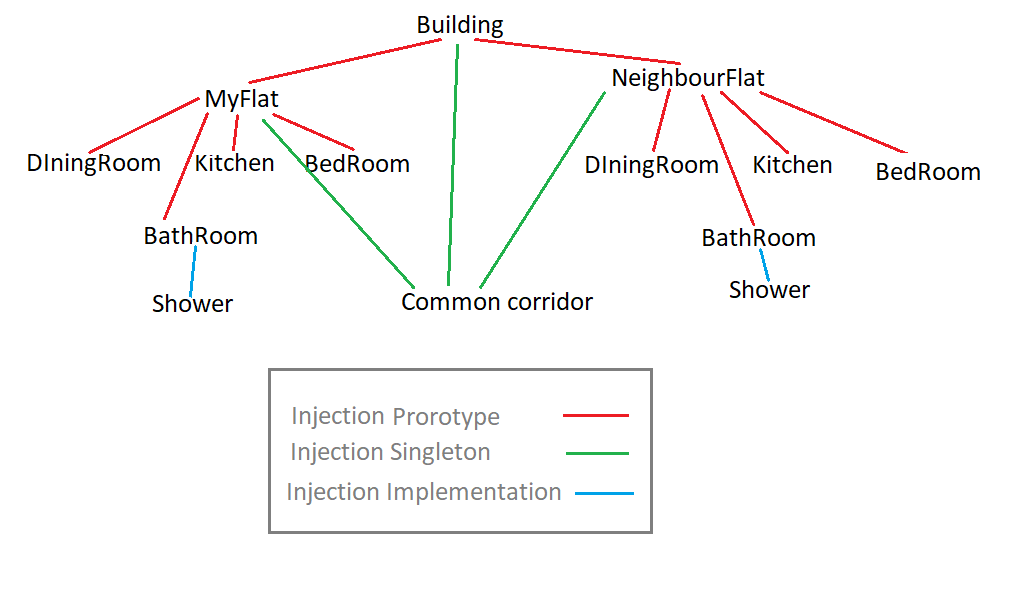 Building
NeighbourFlat
MyFlat
DIningRoom
Kitchen
BedRoom
DIningRoom
Kitchen
BedRoom
BathRoom
BathRoom
Shower
Common corridor
Shower
Injection Prorotype
Injection Singleton
Injection Implementation